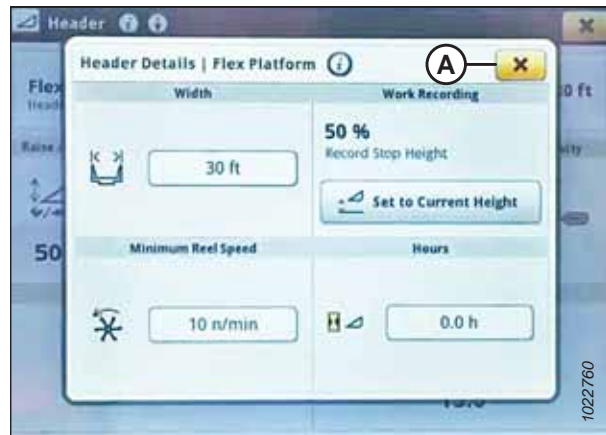 Header
Header Details | Flex Platform
A
Flex
0 ft
Width
Work Recording
50 %
Record Stop Height
30 ft
Set to Current Height
Raise
50
Minimum Reel Speed
Hours
10 n/min
0.0 h
1022760